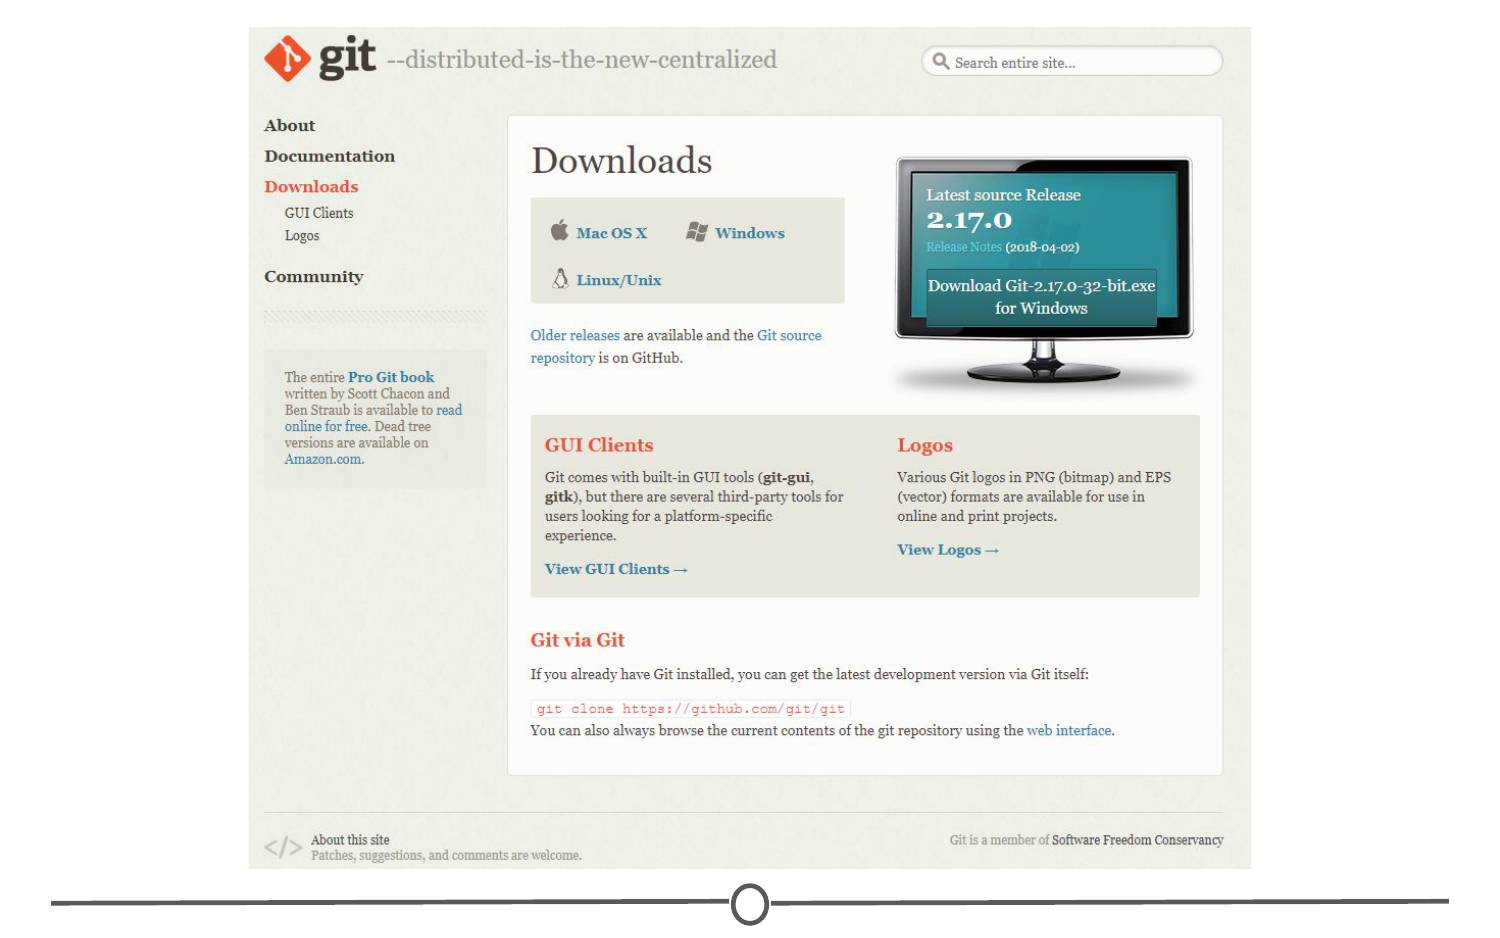 git --distributed-is-the-new-centralized
Search entire site...
About
Documentation
Downloads
GUI Clients
Logos
Community
The entire Pro Git book
written by Scott Chacon and
Ben Straub is available to read
online for free. Dead tree
versions are available on
Amazon.com.
Downloads
Mac OS X
Windows
Linux/Unix
Older releases are available and the Git source
repository is on GitHub.
Latest source Release
2.17.0
Release Notes (2018-04-02)
Download Git-2.17.0-32-bit.exe
for Windows
GUI Clients
Git comes with built-in GUI tools (git-gui,
gitk), but there are several third-party tools for
users looking for a platform-specific
experience.
View GUI Clients →
Logos
Various Git logos in PNG (bitmap) and EPS
(vector) formats are available for use in
online and print projects.
View Logos →
Git via Git
If you already have Git installed, you can get the latest development version via Git itself:
git clone https://github.com/git/git
You can also always browse the current contents of the git repository using the web interface.
</> About this site
Patches, suggestions, and comments are welcome.
Git is a member of Software Freedom Conservancy